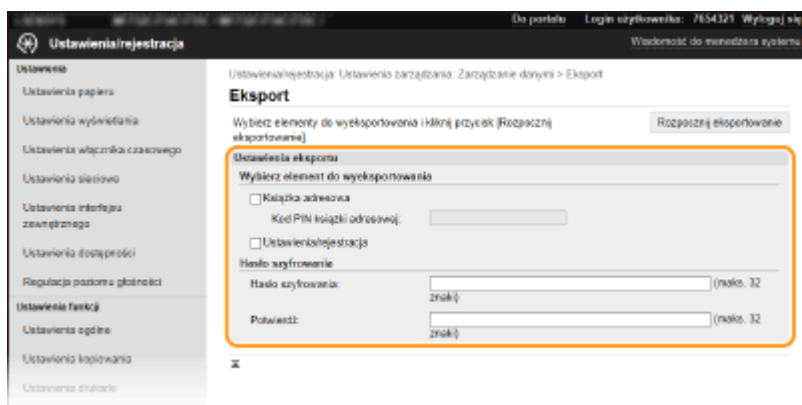 Do portalu Login użytkownika: 7654321 Wyloguj się
Ustawienia/rejestracja
Wiadomość do menedżera systemu
Ustawienia
Ustawienia papieru
Ustawienia wyświetlania
Ustawienia włącznika czasowego
Ustawienia sieciowe
Ustawienia interfejsu
zewnętrznego
Ustawienia dostępności
Regulacja poziomu głośności
Ustawienia funkcji
Ustawienia ogólne
Ustawienia kopiowania
Ustawienia drukarki
Ustawienia/rejestracja: Ustawienia zarządzania: Zarządzanie danymi > Eksport
Eksport
Wybierz elementy do wyeksportowania i kliknij przycisk [Rozpocznij
eksportowanie]
Rozpocznij eksportowanie
Ustawienia eksportu
Wybierz element do wyeksportowania
Książka adresowa
Kod PIN książki adresowej:
Ustawienia/rejestracja
Hasło szyfrowania
Hasło szyfrowania: (maks. 32
znaki)
Potwierdź: (maks. 32
znaki)